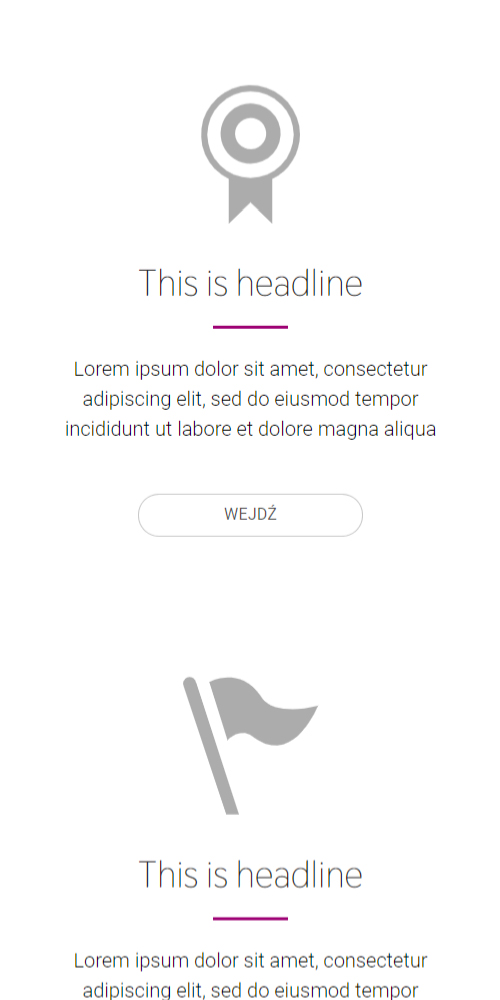 This is headline
Lorem ipsum dolor sit amet, consectetur
adipiscing elit, sed do eiusmod tempor
incididunt ut labore et dolore magna aliqua
WEJDŹ
This is headline
Lorem ipsum dolor sit amet, consectetur
adipiscing elit, sed do eiusmod tempor